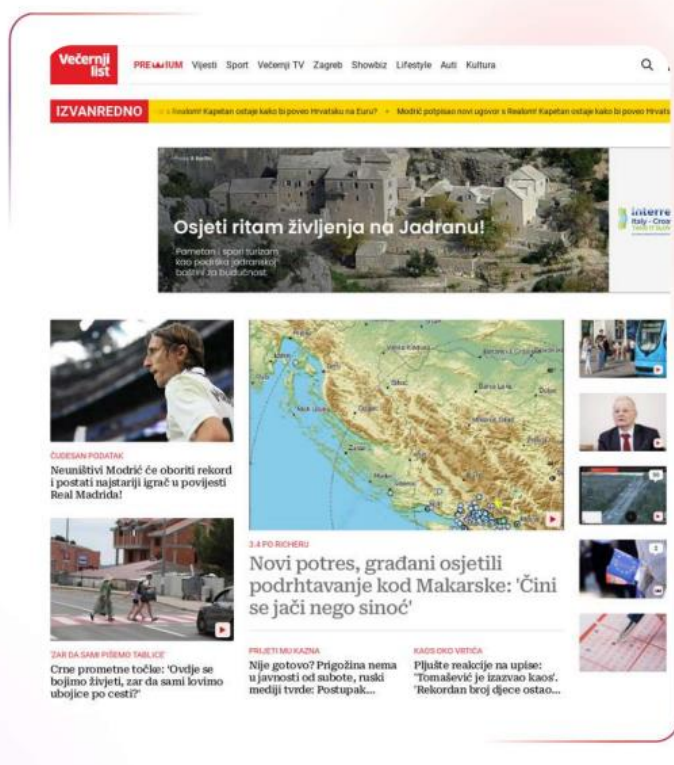 Večernji
list
PREMIUM Vijesti Sport Večernji TV Zagreb Showbiz Lifestyle Auti Kultura
IZVANREDNO
s Realom! Kapetan ostaje kako bi poveo Hrvatsku na Euru? • Modrić potpisao novi ugovor s Realom! Kapetan ostaje kako bi poveo
Osjeti ritam življenja na Jadranu!
Pametan i spori turizam
kao podrška jadranskoj
baštini za budućnost.
Interre
Italy - Croa
ČUDESAN PODATAK
Neuništivi Modrić će oboriti rekord
i postati najstariji igrač u povijesti
Real Madrida!
3.4 PO RICHERU
Novi potres, građani osjetili
podrhtavanje kod Makarske: 'Čini
se jači nego sinoć'
'ZAR DA SAMI PIŠEMO TABLICE'
Crne prometne točke: 'Ovdje se
bojimo živjeti, zar da sami lovimo
ubojice po cesti?'
PRIJETI MU KAZNA
Nije gotovo? Prigožina nema
u javnosti od subote, ruski
mediji tvrde: Postupak...
KAOS OKO VRTIĆA
Pljušte reakcije na upise:
'Tomašević je izazvao kaos'.
'Rekordan broj djece ostao...